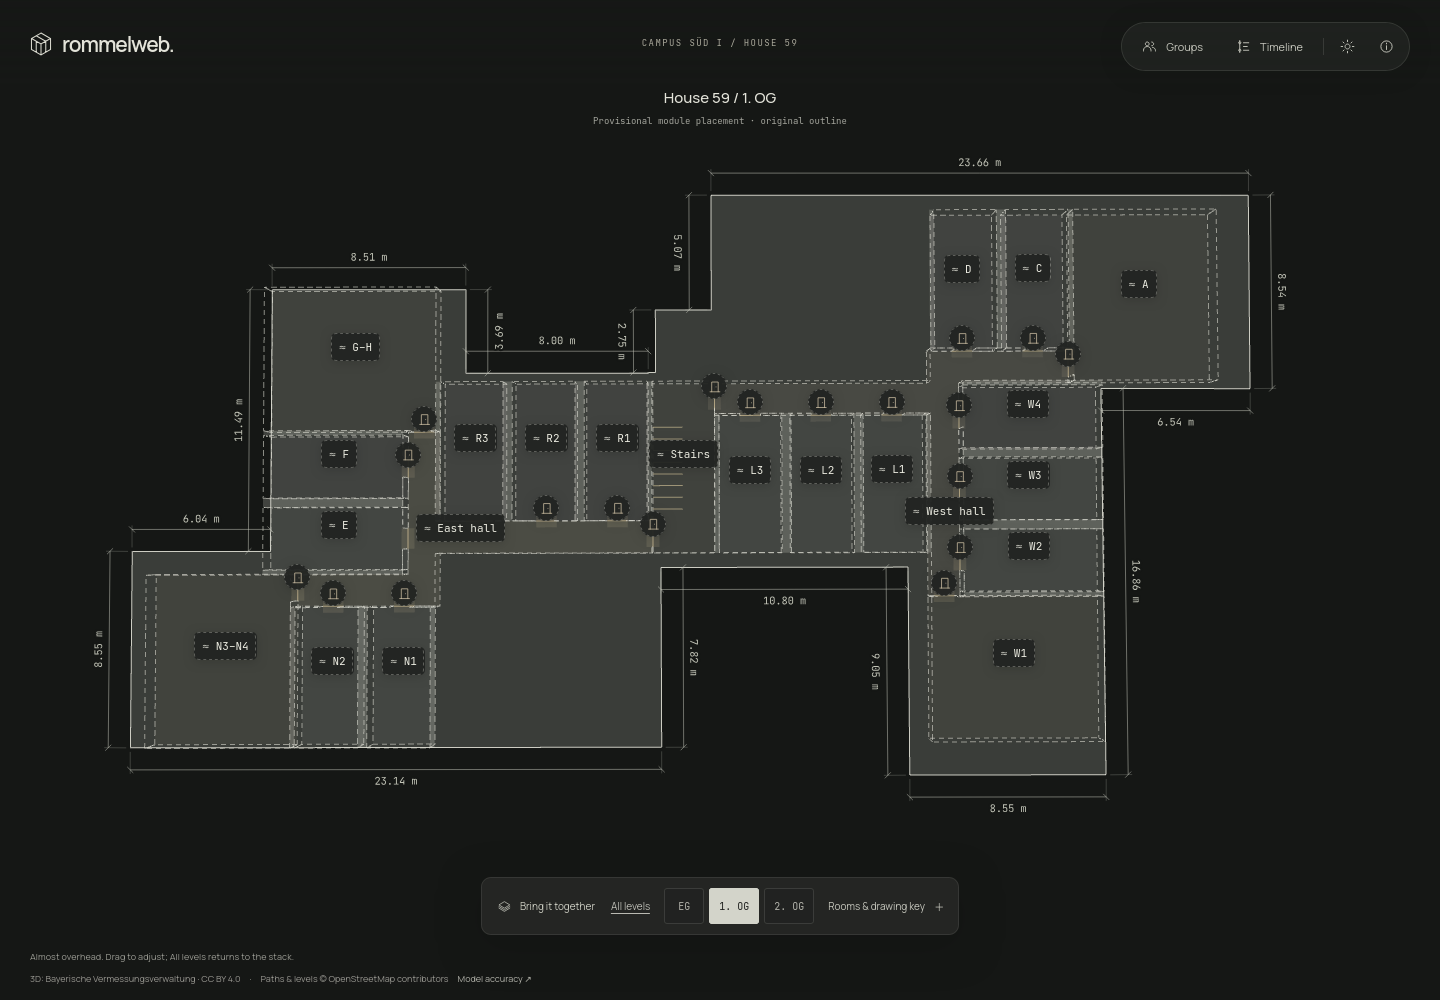 rommelweb.
CAMPUS SÜD I / HOUSE 59
Groups
Timeline
House 59 / 1. OG
Provisional module placement · original outline
23.66 m
5.07 m
8.51 m
3.69 m
8.00 m
2.75 m
8.54 m
6.54 m
11.49 m
6.04 m
8.55 m
23.14 m
7.82 m
10.80 m
9.05 m
16.86 m
8.55 m
≈ D
≈ C
≈ A
≈ G–H
≈ W4
≈ R3
≈ R2
≈ R1
≈ Stairs
≈ F
≈ L3
≈ L2
≈ L1
≈ W3
≈ West hall
≈ E
≈ East hall
≈ W2
≈ N3–N4
≈ N2
≈ N1
≈ W1
Bring it together
All levels
EG
1. OG
2. OG
Rooms & drawing key +
Almost overhead. Drag to adjust; All levels returns to the stack.
3D: Bayerische Vermessungsverwaltung · CC BY 4.0 · Paths & levels © OpenStreetMap contributors Model accuracy ↗